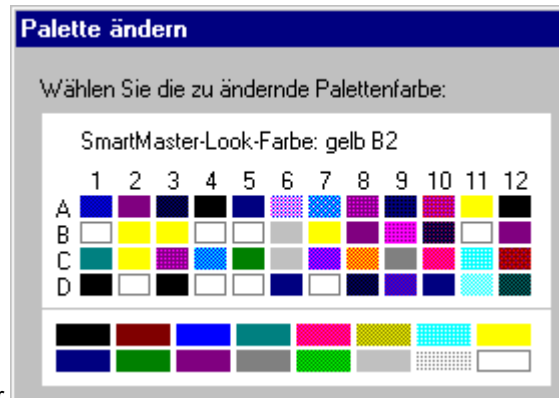 Palette ändern
Wählen Sie die zu ändernde Palettenfarbe:
SmartMaster-Look-Farbe: gelb B2
1 2 3 4 5 6 7 8 9 10 11 12
A
B
C
D